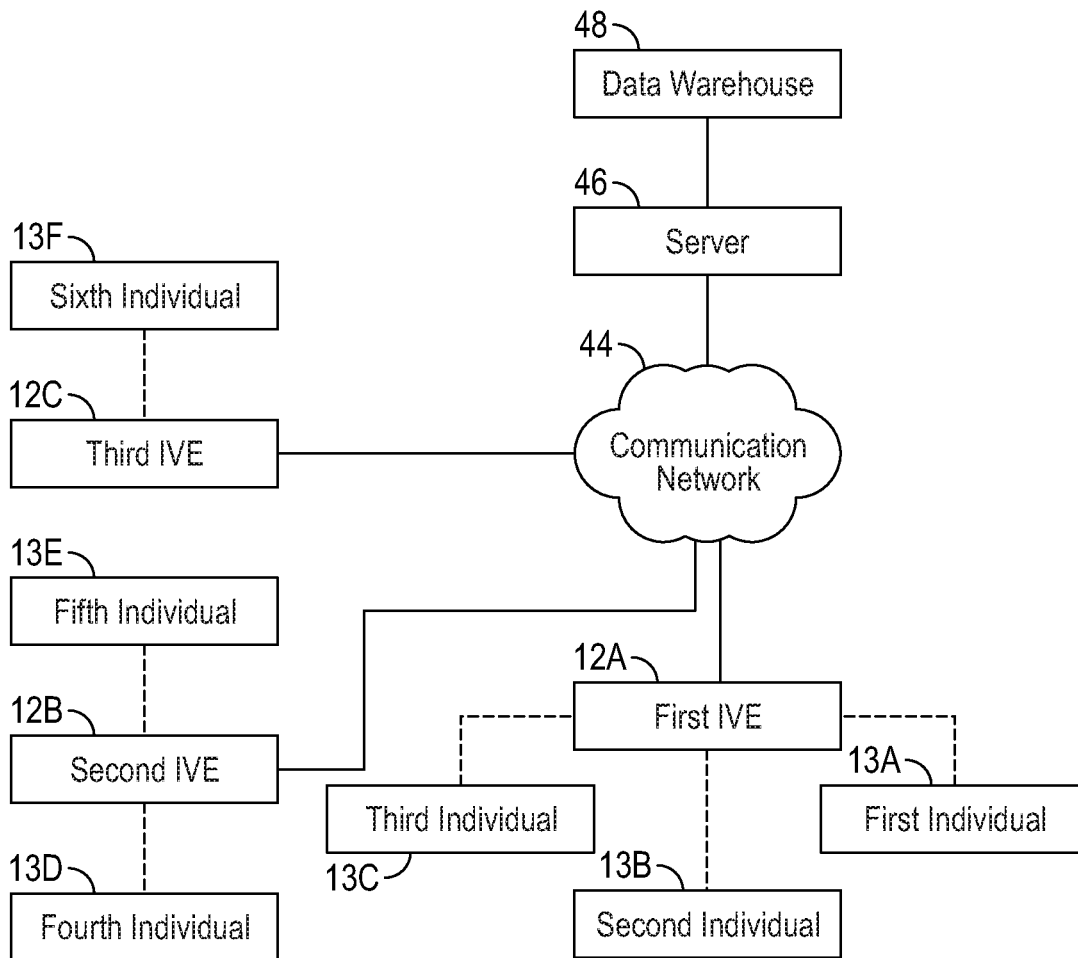 48
Data Warehouse
46
Server
13F
Sixth Individual
44
12C
Third IVE
Communication
Network
13E
Fifth Individual
12A
First IVE
12B
Second IVE
13A
First Individual
Third Individual
13C
13D
Fourth Individual
13B
Second Individual